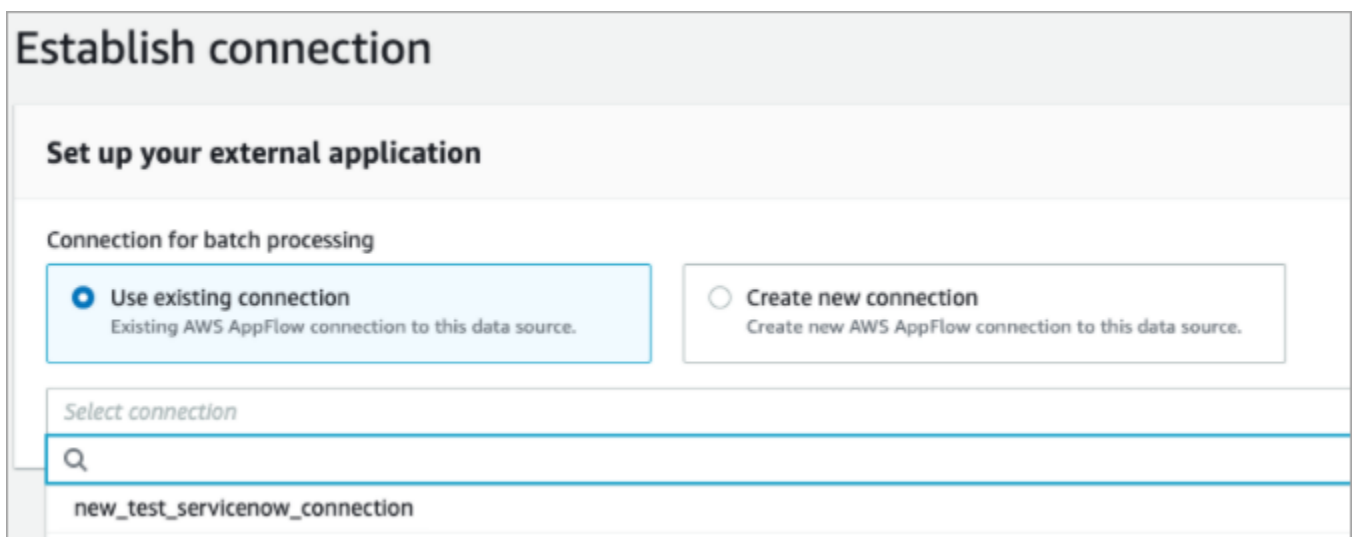 Establish connection
Set up your external application
Connection for batch processing
Use existing connection
Existing AWS AppFlow connection to this data source.
Create new connection
Create new AWS AppFlow connection to this data source.
Select connection
new_test_servicenow_connection